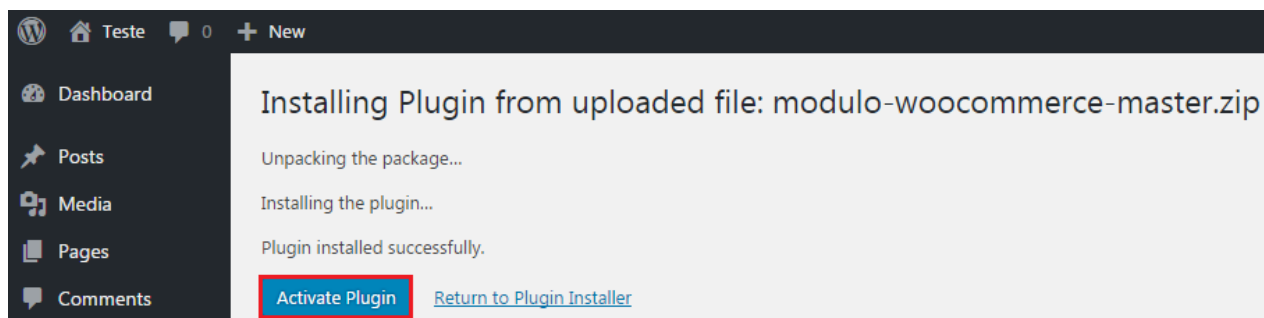 Teste 0 New
Dashboard
Installing Plugin from uploaded file: modulo-woocommerce-master.zip
Posts
Unpacking the package...
Media
Installing the plugin...
Pages
Plugin installed successfully.
Comments
Activate Plugin Return to Plugin Installer